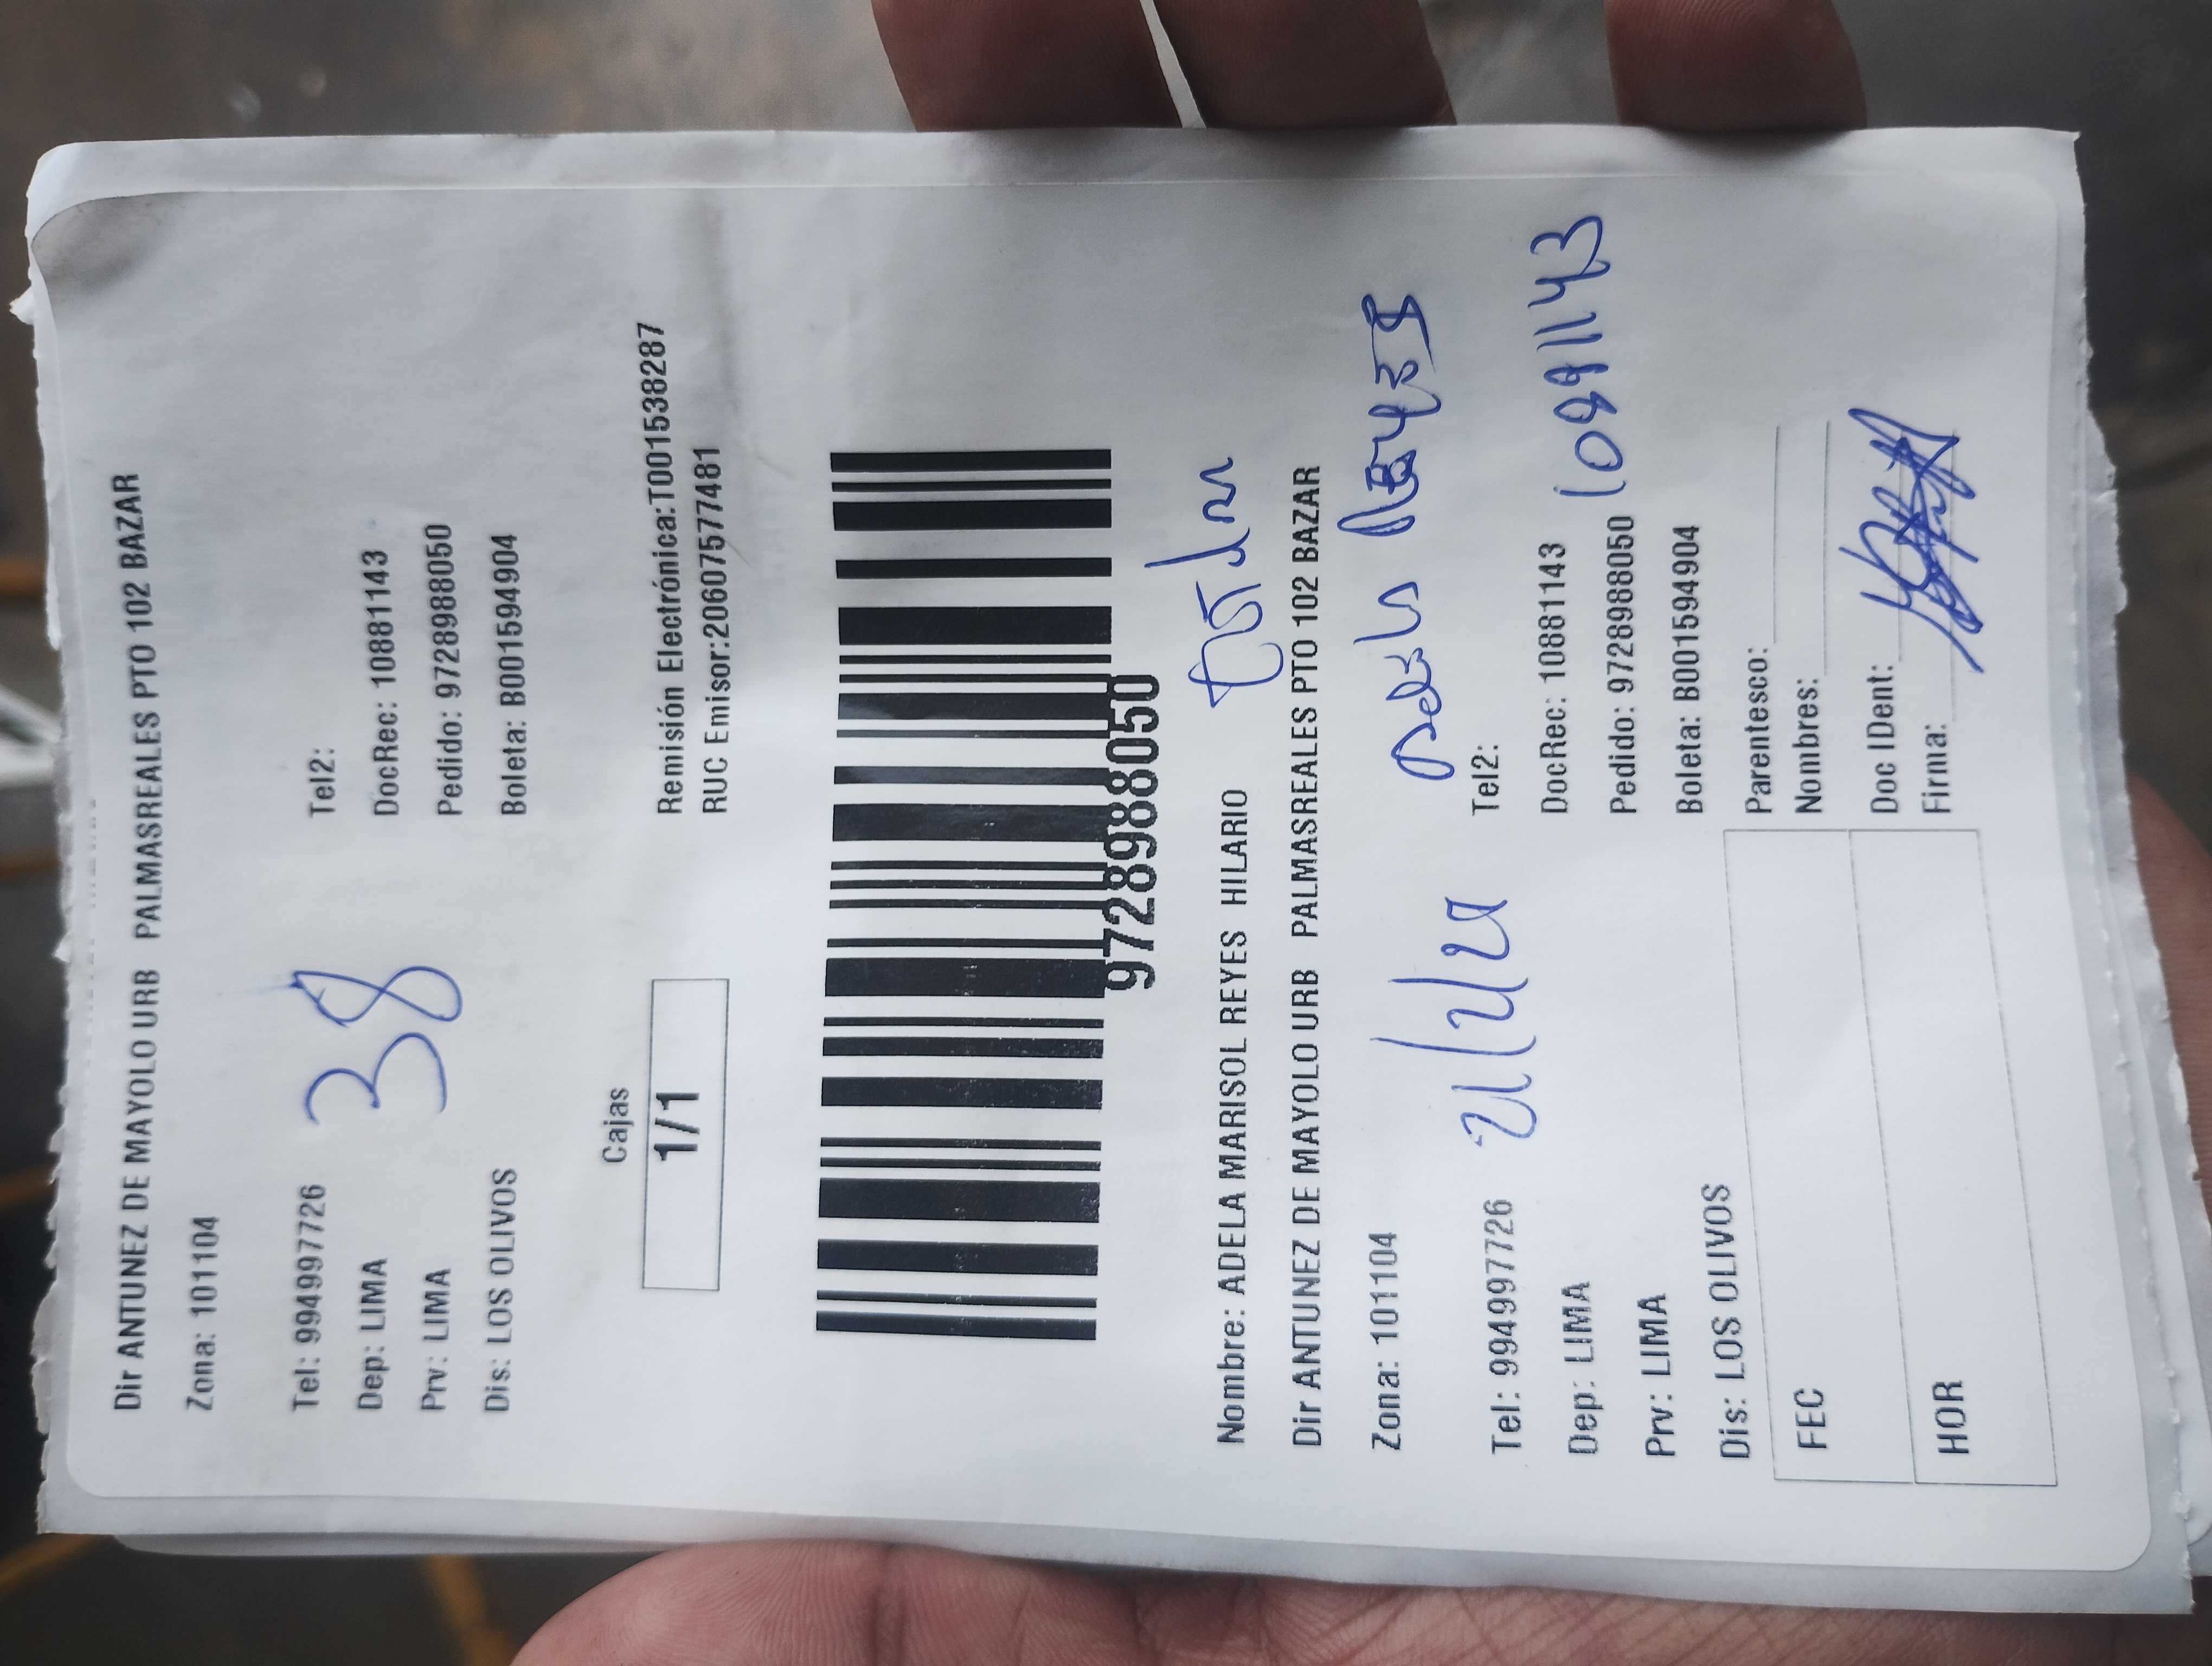 Dir ANTUNEZ DE MAYOLO URB PALMASREALES PTO 102 BAZAR
Zona: 101104
Tel: 994997726 38 Tel2:
Dep: LIMA DocRec: 10881143
Prv: LIMA Pedido: 9728988050
Dis: LOS OLIVOS Boleta: B001594904
Cajas
1/1
Remisión Electrónica:T001538287
RUC Emisor:20607577481
9728988050
Nombre: ADELA MARISOL REYES HILARIO
Dir ANTUNEZ DE MAYOLO URB PALMASREALES PTO 102 BAZAR
Zona: 101104 Adela Reyes
Tel: 994997726 Tel2:
Dep: LIMA DocRec: 10881143 10881143
Prv: LIMA Pedido: 9728988050
Dis: LOS OLIVOS Boleta: B001594904
FEC Parentesco:
Nombres:
HOR Doc IDent:
Firma: